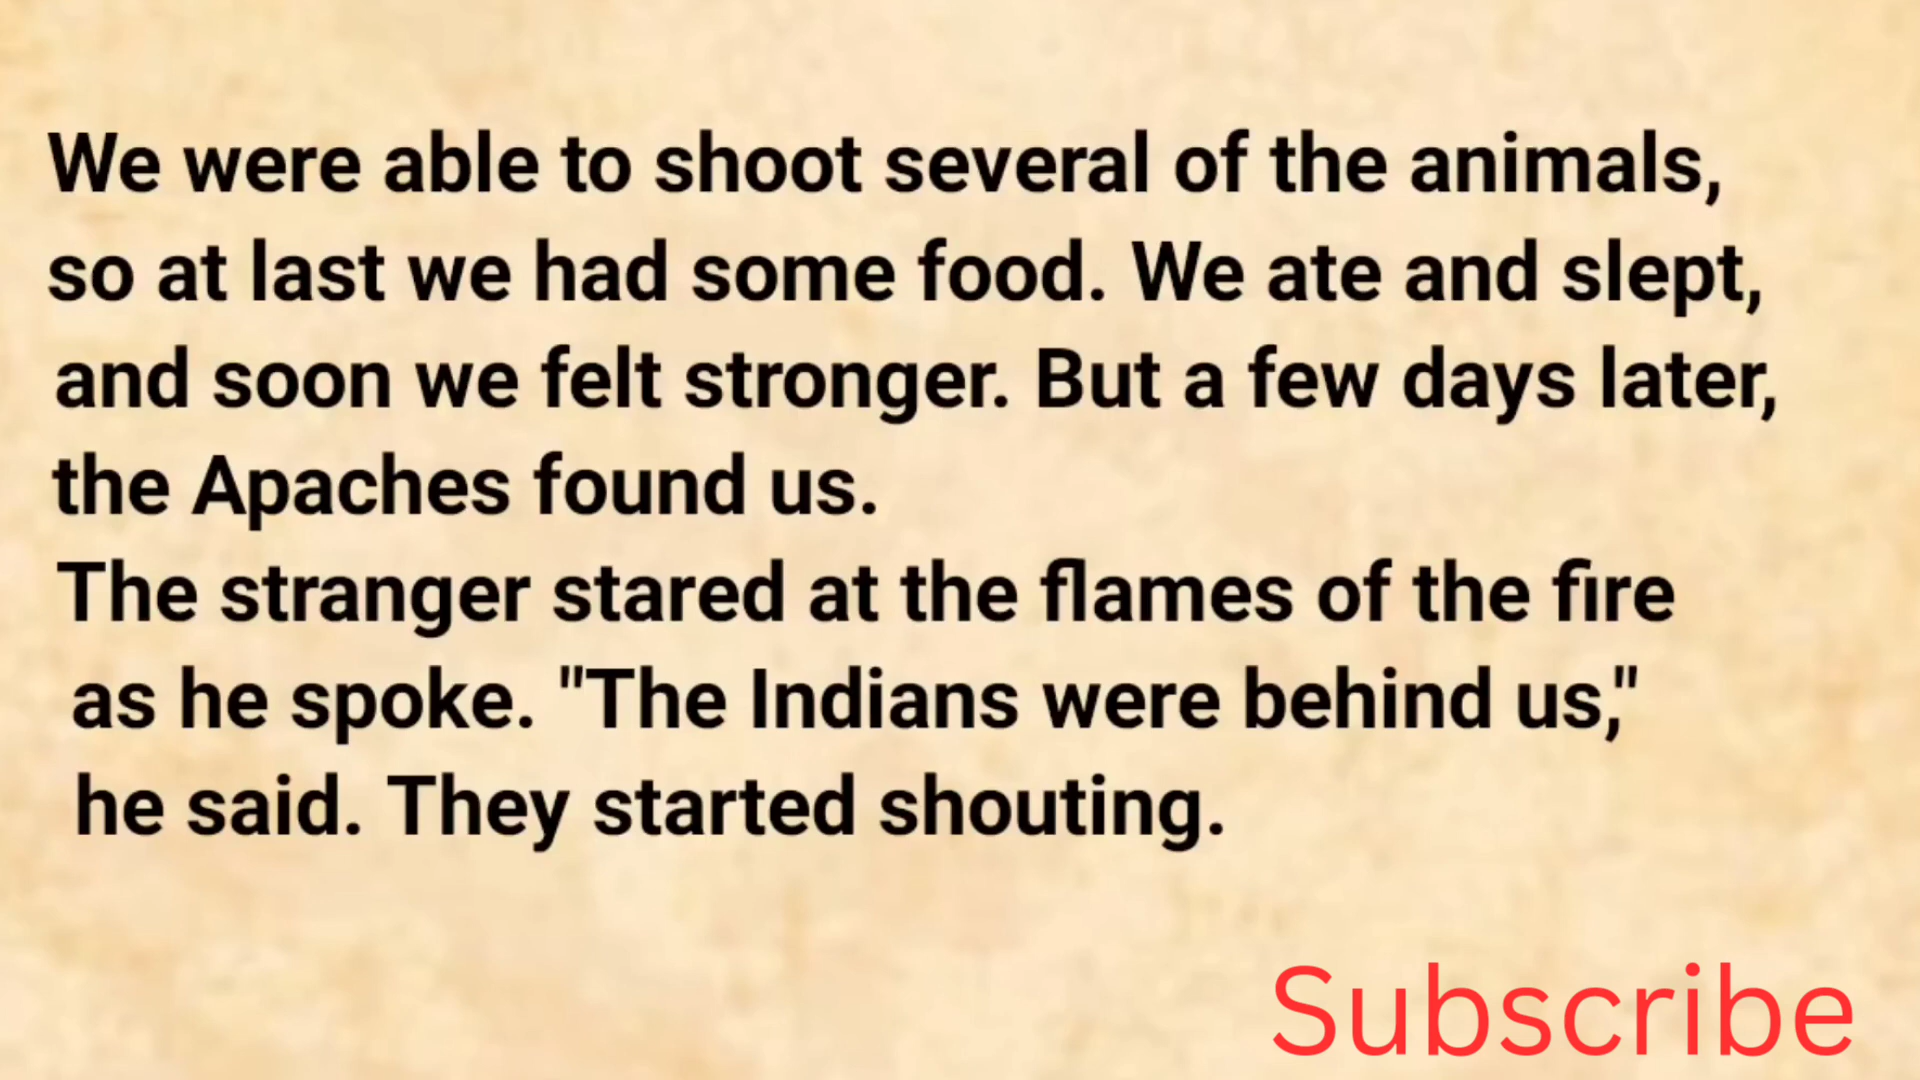 We were able to shoot several of the animals,
so at last we had some food. We ate and slept,
and soon we felt stronger. But a few days later,
the Apaches found us.
The stranger stared at the flames of the fire
as he spoke. "The Indians were behind us,"
he said. They started shouting.
Subscribe